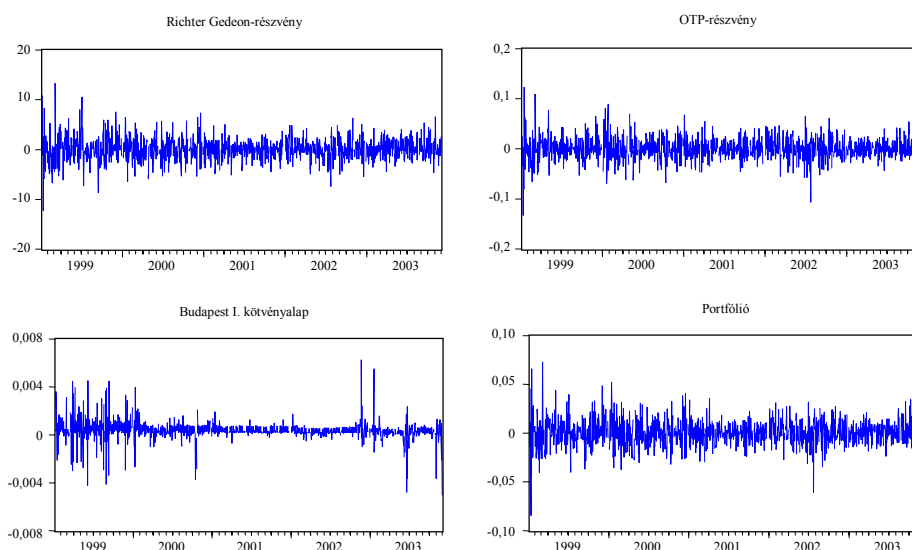 Richter Gedeon-részvény
20
10
0
-10
-20
1999 2000 2001 2002 2003
OTP-részvény
0,2
0,1
0
-0,1
-0,2
1999 2000 2001 2002 2003
Budapest I. kötvényalap
0,008
0,004
0
-0,004
-0,008
1999 2000 2001 2002 2003
Portfólió
0,10
0,05
0
-0,05
-0,10
1999 2000 2001 2002 2003